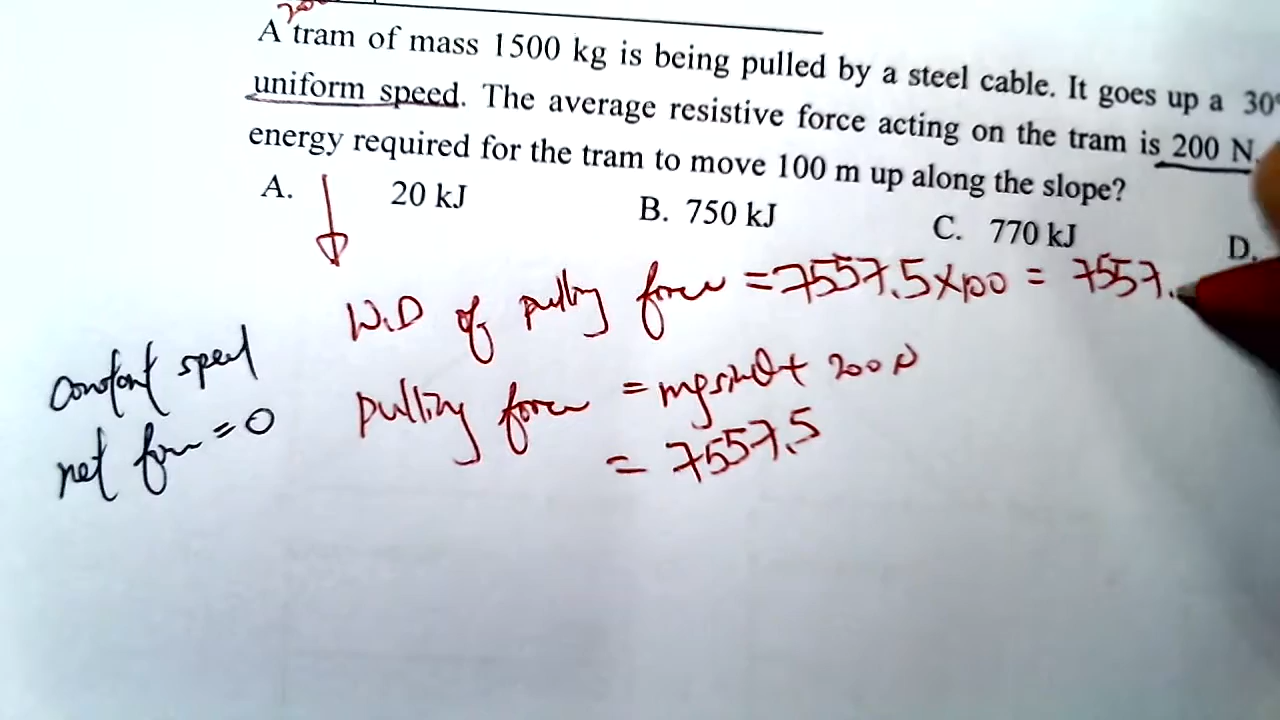 A tram of mass 1500 kg is being pulled by a steel cable. It goes up a 30°
uniform speed. The average resistive force acting on the tram is 200 N.
energy required for the tram to move 100 m up along the slope?
A. 20 kJ B. 750 kJ C. 770 kJ D.
W.D of pulling force = 7557.5 x 100 = 7557.
constant speed
pulling force = mgsinθ + 200 N
net for = 0
= 7557.5